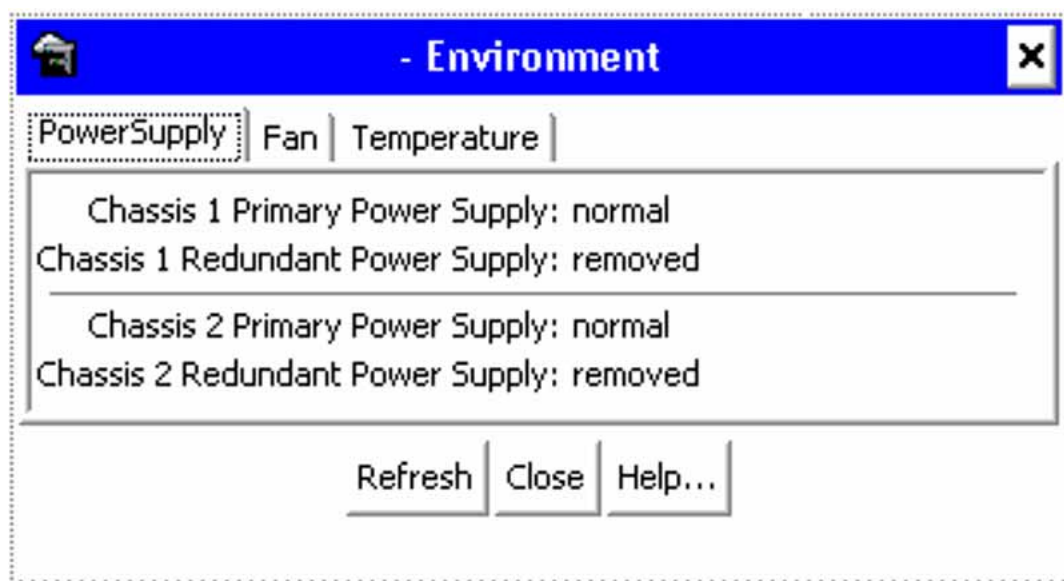 - Environment
PowerSupply Fan Temperature
Chassis 1 Primary Power Supply: normal
Chassis 1 Redundant Power Supply: removed
Chassis 2 Primary Power Supply: normal
Chassis 2 Redundant Power Supply: removed
Refresh Close Help...